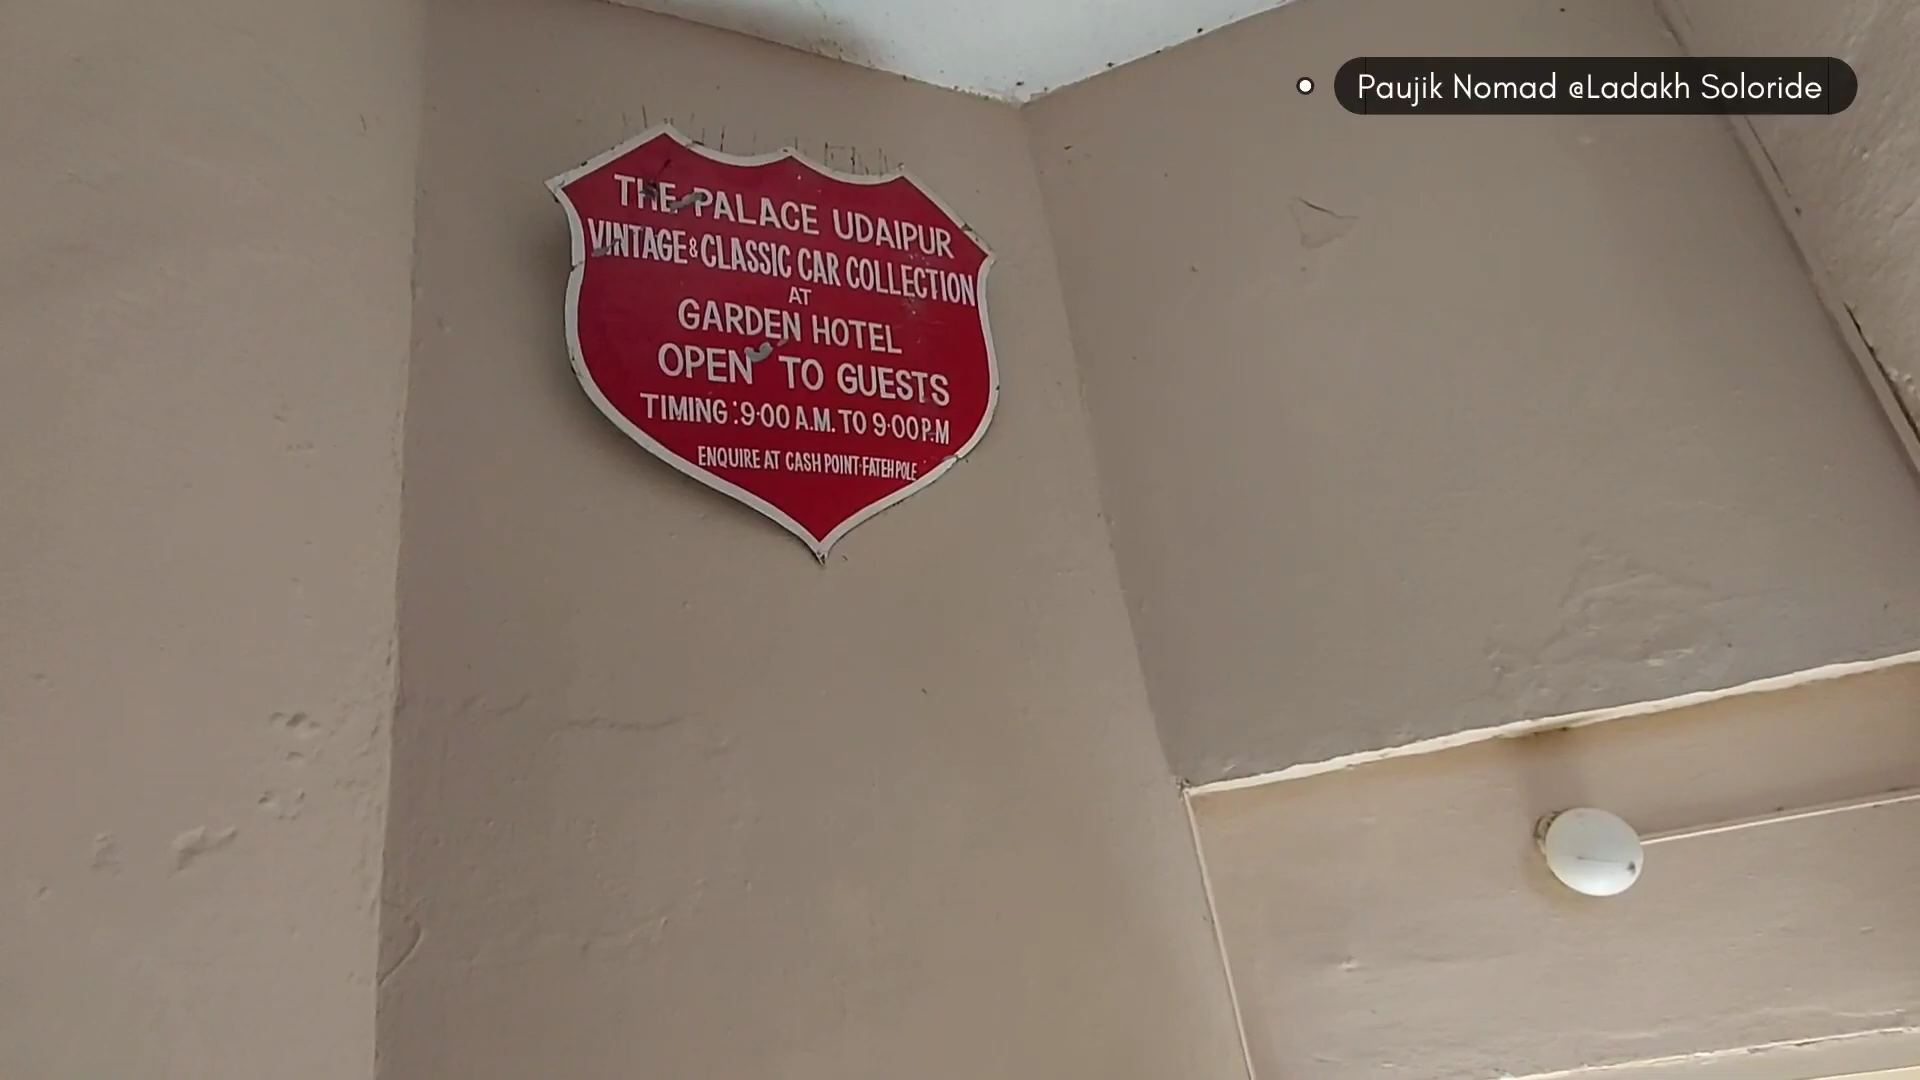 Paujik Nomad @Ladakh Soloride
THE PALACE UDAIPUR
VINTAGE & CLASSIC CAR COLLECTION
AT
GARDEN HOTEL
OPEN TO GUESTS
TIMING : 9·00 A.M. TO 9·00 P.M
ENQUIRE AT CASH POINT-FATEH POLE